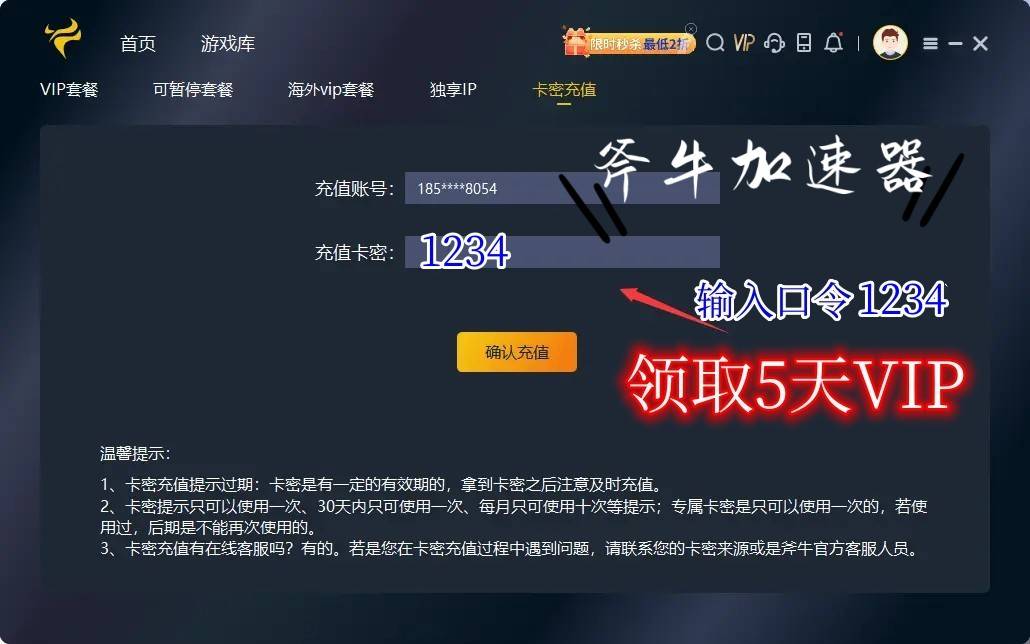 首页 游戏库 限时秒杀 最低2折 VIP
VIP套餐 可暂停套餐 海外vip套餐 独享IP 卡密充值
斧牛加速器
充值账号： 185****8054
充值卡密： 1234
输入口令 1234
确认充值
领取5天VIP
温馨提示：
1、卡密充值提示过期：卡密是有一定的有效期的，拿到卡密之后注意及时充值。
2、卡密提示只可以使用一次、30天内只可使用一次、每月只可使用十次等提示；专属卡密是只可以使用一次的，若使
用过，后期是不能再次使用的。
3、卡密充值有在线客服吗？有的。若是您在卡密充值过程中遇到问题，请联系您的卡密来源或是斧牛官方客服人员。